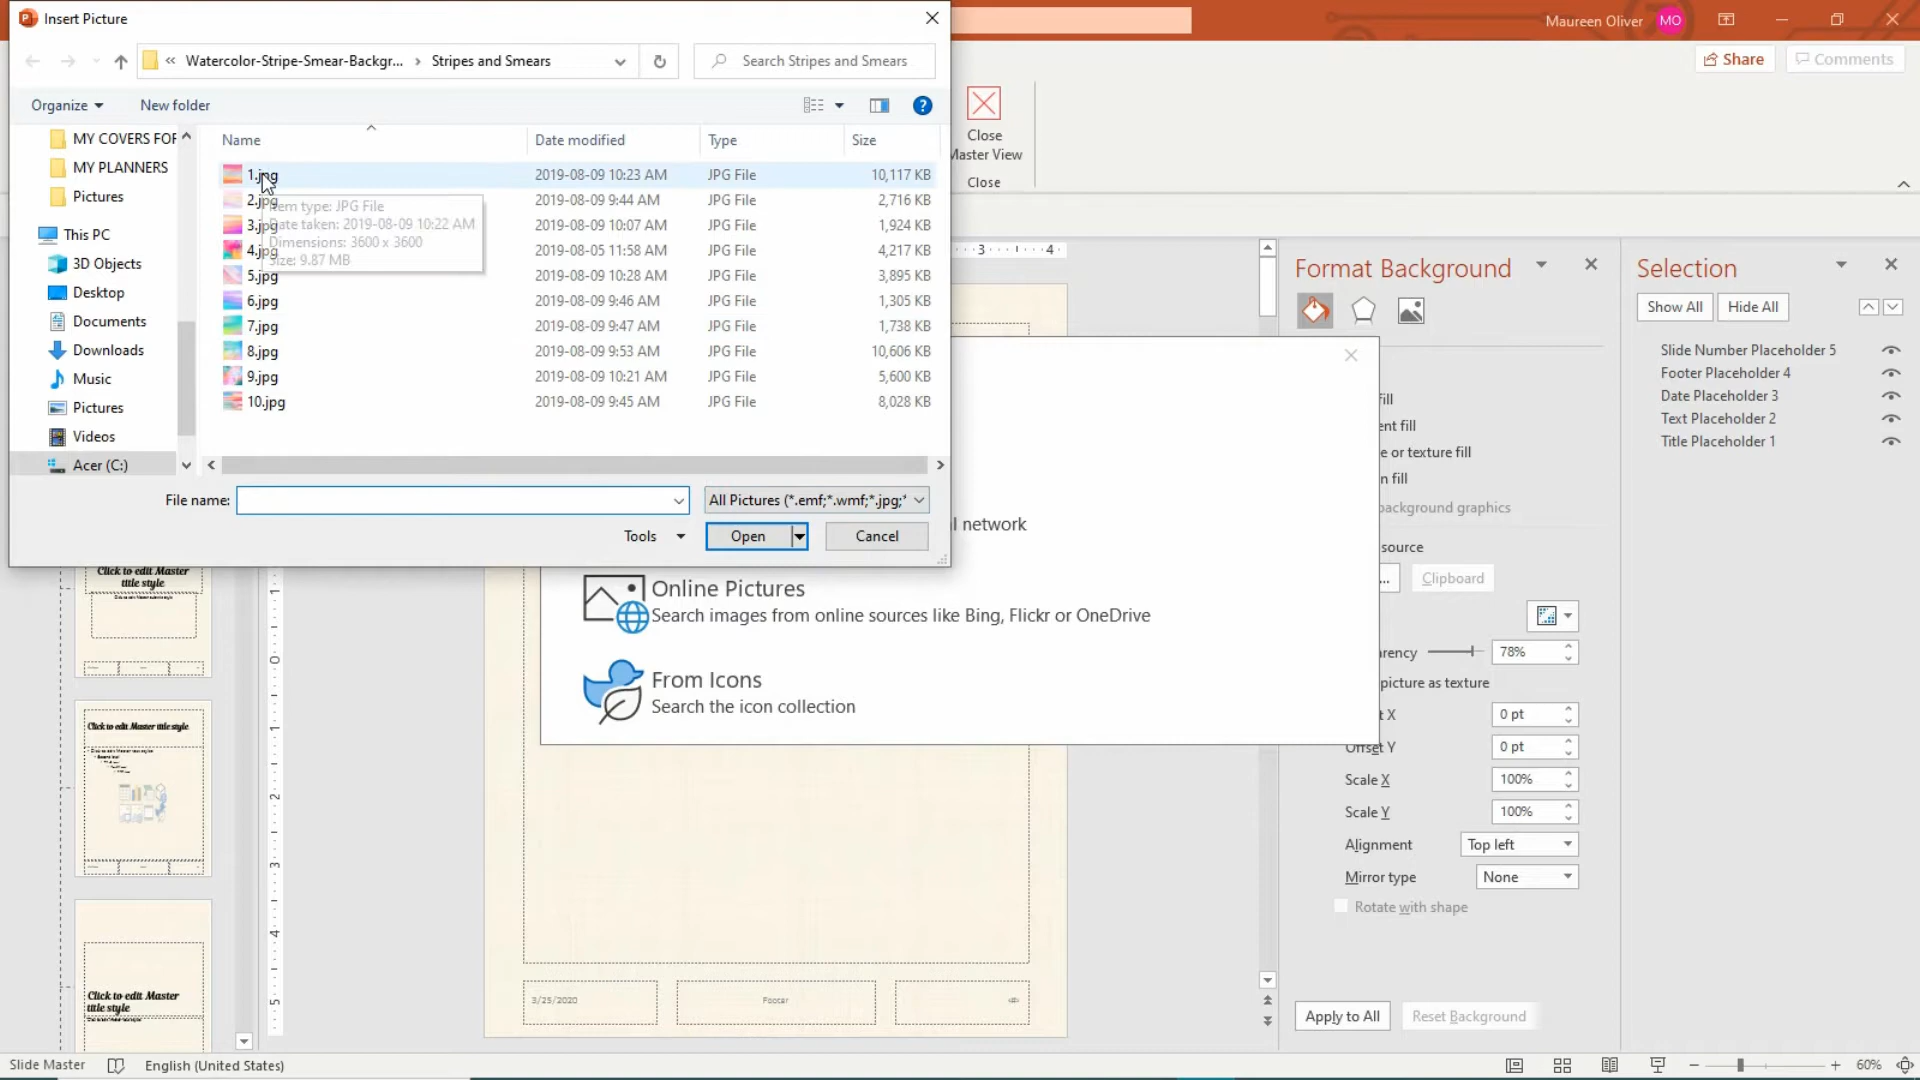 Insert Picture
Maureen Oliver
MO
« Watercolor-Stripe-Smear-Backgr... › Stripes and Smears
Search Stripes and Smears
Share
Comments
Organize
New folder
Close
Master View
Close
Name
Date modified
Type
Size
MY COVERS FOR
MY PLANNERS
Pictures
This PC
3D Objects
Desktop
Documents
Downloads
Music
Pictures
Videos
Acer (C:)
1.jpg 2019-08-09 10:23 AM JPG File 10,117 KB
2.jpg 2019-08-09 9:44 AM JPG File 2,716 KB
3.jpg 2019-08-09 10:07 AM JPG File 1,924 KB
4.jpg 2019-08-05 11:58 AM JPG File 4,217 KB
5.jpg 2019-08-09 10:28 AM JPG File 3,895 KB
6.jpg 2019-08-09 9:46 AM JPG File 1,305 KB
7.jpg 2019-08-09 9:47 AM JPG File 1,738 KB
8.jpg 2019-08-09 9:53 AM JPG File 10,606 KB
9.jpg 2019-08-09 10:21 AM JPG File 5,600 KB
10.jpg 2019-08-09 9:45 AM JPG File 8,028 KB
Item type: JPG File
Date taken: 2019-08-09 10:22 AM
Dimensions: 3600 x 3600
Size: 9.87 MB
File name:
All Pictures (*.emf;*.wmf;*.jpg;*
Tools
Open
Cancel
l network
Online Pictures
Search images from online sources like Bing, Flickr or OneDrive
From Icons
Search the icon collection
Format Background
fill
ent fill
e or texture fill
n fill
background graphics
source
...
Clipboard
rency 78%
picture as texture
t X 0 pt
Offset Y 0 pt
Scale X 100%
Scale Y 100%
Alignment Top left
Mirror type None
Rotate with shape
Apply to All
Reset Background
Selection
Show All
Hide All
Slide Number Placeholder 5
Footer Placeholder 4
Date Placeholder 3
Text Placeholder 2
Title Placeholder 1
3 4
1
0
1
2
3
4
5
Click to edit Master
title style
Click to edit Master title style
Click to edit Master
title style
3/25/2020
Footer
Slide Master
English (United States)
60%